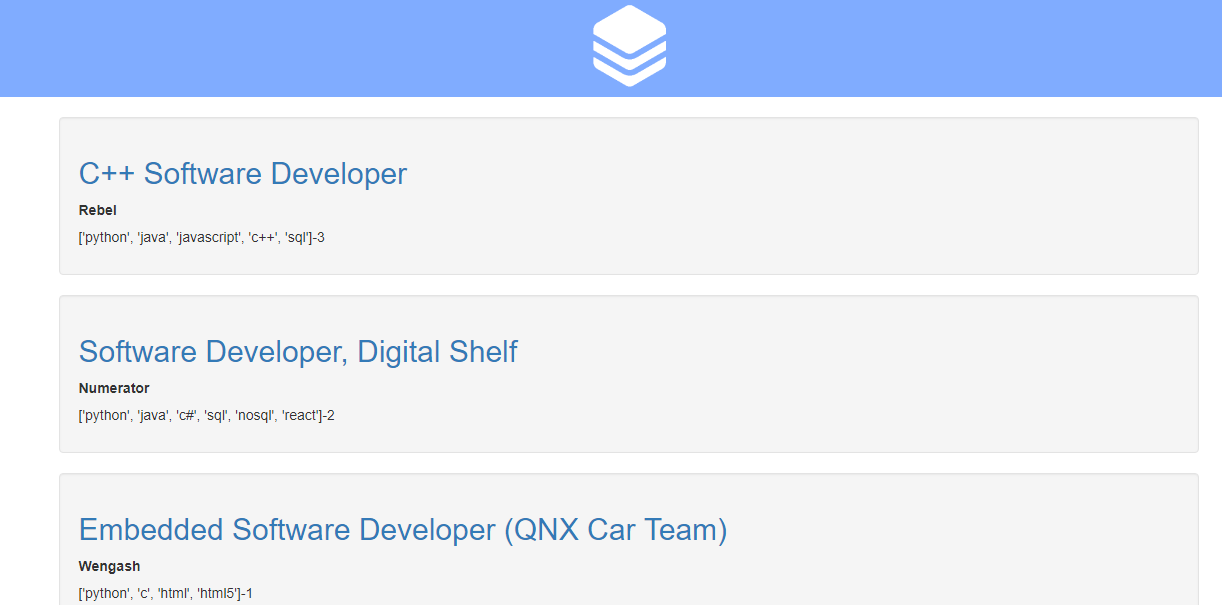 C++ Software Developer
Rebel
['python', 'java', 'javascript', 'c++', 'sql']-3
Software Developer, Digital Shelf
Numerator
['python', 'java', 'c#', 'sql', 'nosql', 'react']-2
Embedded Software Developer (QNX Car Team)
Wengash
['python', 'c', 'html', 'html5']-1